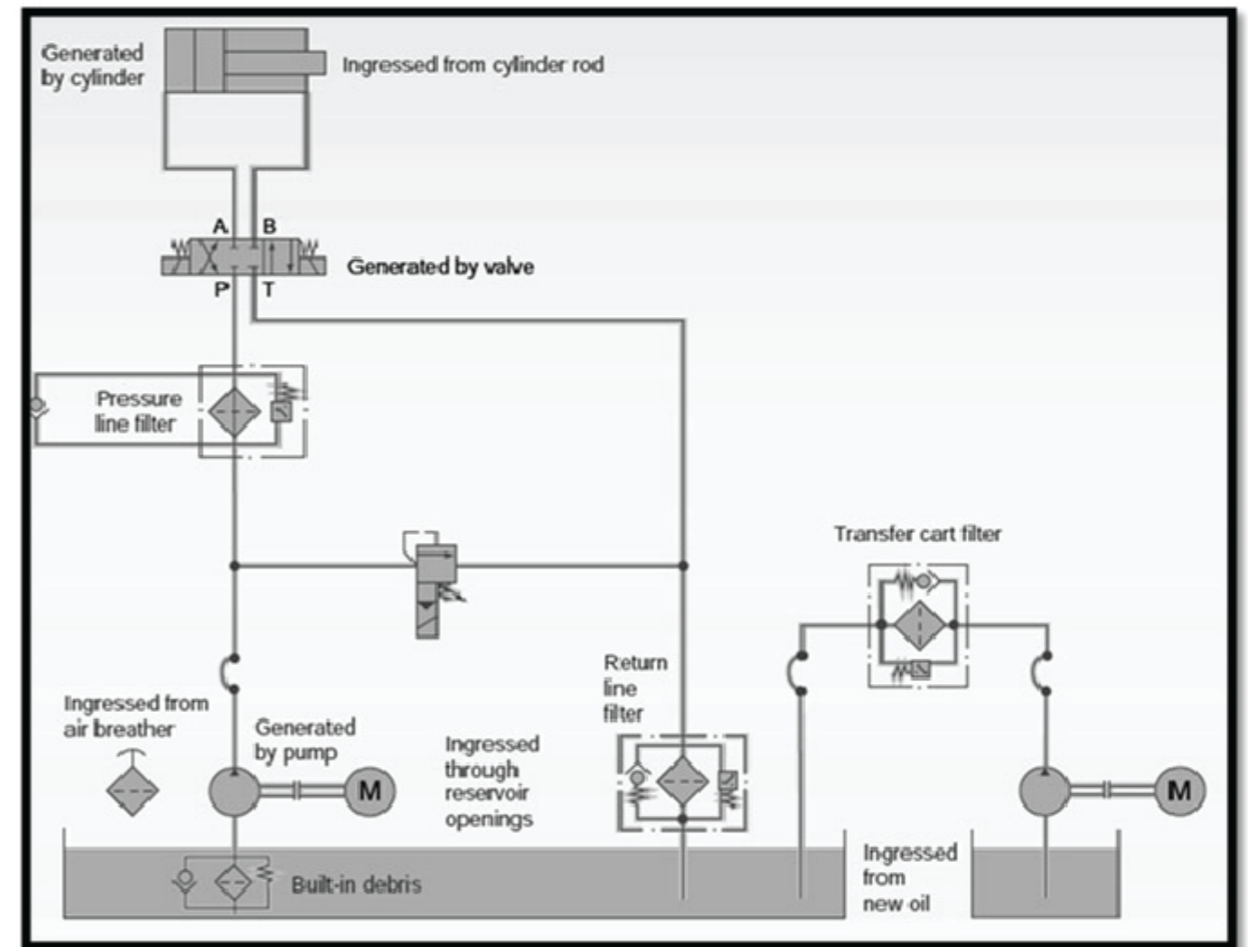 Generated
by cylinder
Ingressed from cylinder rod
A B
Generated by valve
P T
Pressure
line filter
Transfer cart filter
Return
line
filter
Ingressed from
air breather
Generated
by pump
Ingressed
through
reservoir
openings
M
M
Ingressed
from
new oil
Built-in debris